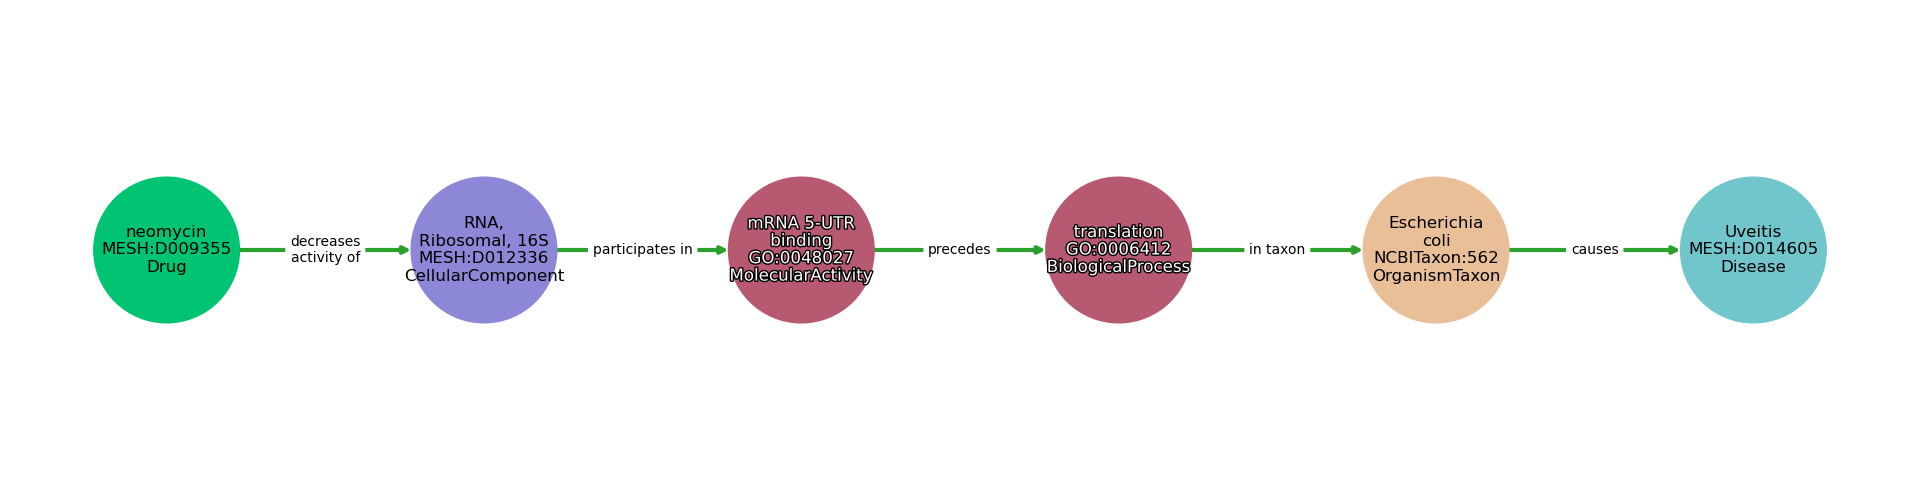 neomycin
MESH:D009355
Drug
decreases
activity of
RNA,
Ribosomal, 16S
MESH:D012336
CellularComponent
participates in
mRNA 5-UTR
binding
GO:0048027
MolecularActivity
precedes
translation
GO:0006412
BiologicalProcess
in taxon
Escherichia
coli
NCBITaxon:562
OrganismTaxon
causes
Uveitis
MESH:D014605
Disease